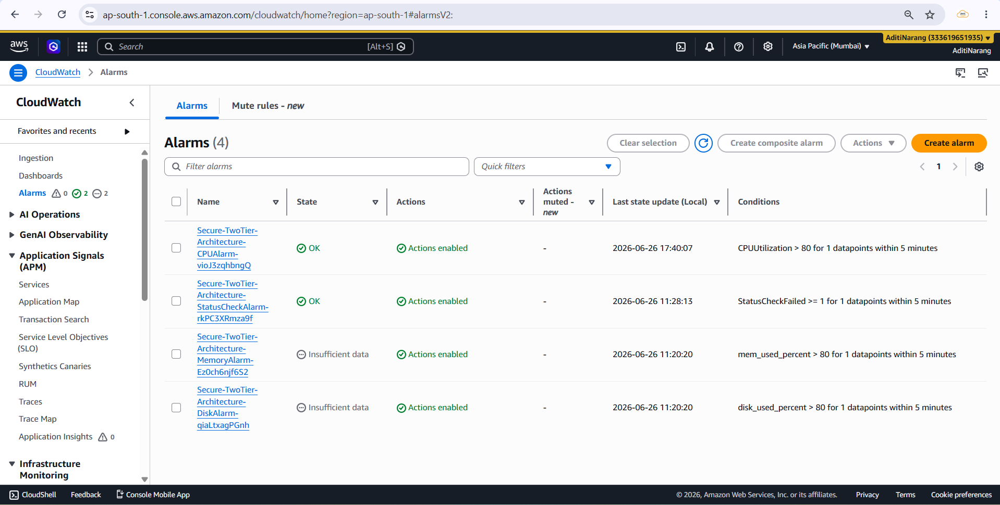 ap-south-1.console.aws.amazon.com/cloudwatch/home?region=ap-south-1#alarmsV2:
aws
Search
[Alt+S]
Asia Pacific (Mumbai)
AditiNarang (333619651935)
AditiNarang
CloudWatch
Alarms
CloudWatch
Favorites and recents
Ingestion
Dashboards
Alarms 0 2 2
AI Operations
GenAI Observability
Application Signals
(APM)
Services
Application Map
Transaction Search
Service Level Objectives
(SLO)
Synthetics Canaries
RUM
Traces
Trace Map
Application Insights 0
Infrastructure
Monitoring
Alarms
Mute rules - new
Alarms (4)
Clear selection
Create composite alarm
Actions
Create alarm
Filter alarms
Quick filters
1
Name
State
Actions
Actions
muted -
new
Last state update (Local)
Conditions
Secure-TwoTier-
Architecture-
CPUAlarm-
vioJ3zqhbngQ
OK
Actions enabled
-
2026-06-26 17:40:07
CPUUtilization > 80 for 1 datapoints within 5 minutes
Secure-TwoTier-
Architecture-
StatusCheckAlarm-
rkPC3XRmza9f
OK
Actions enabled
-
2026-06-26 11:28:13
StatusCheckFailed >= 1 for 1 datapoints within 5 minutes
Secure-TwoTier-
Architecture-
MemoryAlarm-
Ez0ch6njf6S2
Insufficient data
Actions enabled
-
2026-06-26 11:20:20
mem_used_percent > 80 for 1 datapoints within 5 minutes
Secure-TwoTier-
Architecture-
DiskAlarm-
qiaLtxagPGnh
Insufficient data
Actions enabled
-
2026-06-26 11:20:20
disk_used_percent > 80 for 1 datapoints within 5 minutes
CloudShell
Feedback
Console Mobile App
© 2026, Amazon Web Services, Inc. or its affiliates.
Privacy
Terms
Cookie preferences